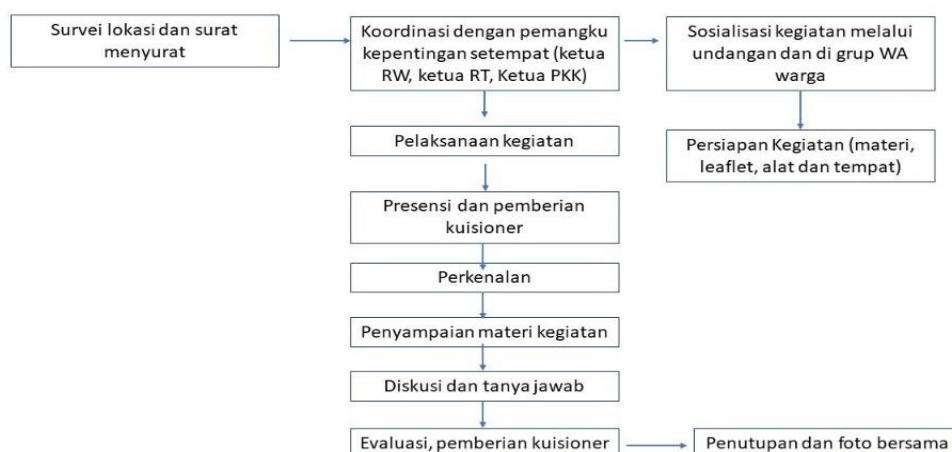 Survei lokasi dan surat
menyurat
Koordinasi dengan pemangku
kepentingan setempat (ketua
RW, ketua RT, Ketua PKK)
Sosialisasi kegiatan melalui
undangan dan di grup WA
warga
Persiapan Kegiatan (materi,
leaflet, alat dan tempat)
Pelaksanaan kegiatan
Presensi dan pemberian
kuisioner
Perkenalan
Penyampaian materi kegiatan
Diskusi dan tanya jawab
Evaluasi, pemberian kuisioner
Penutupan dan foto bersama